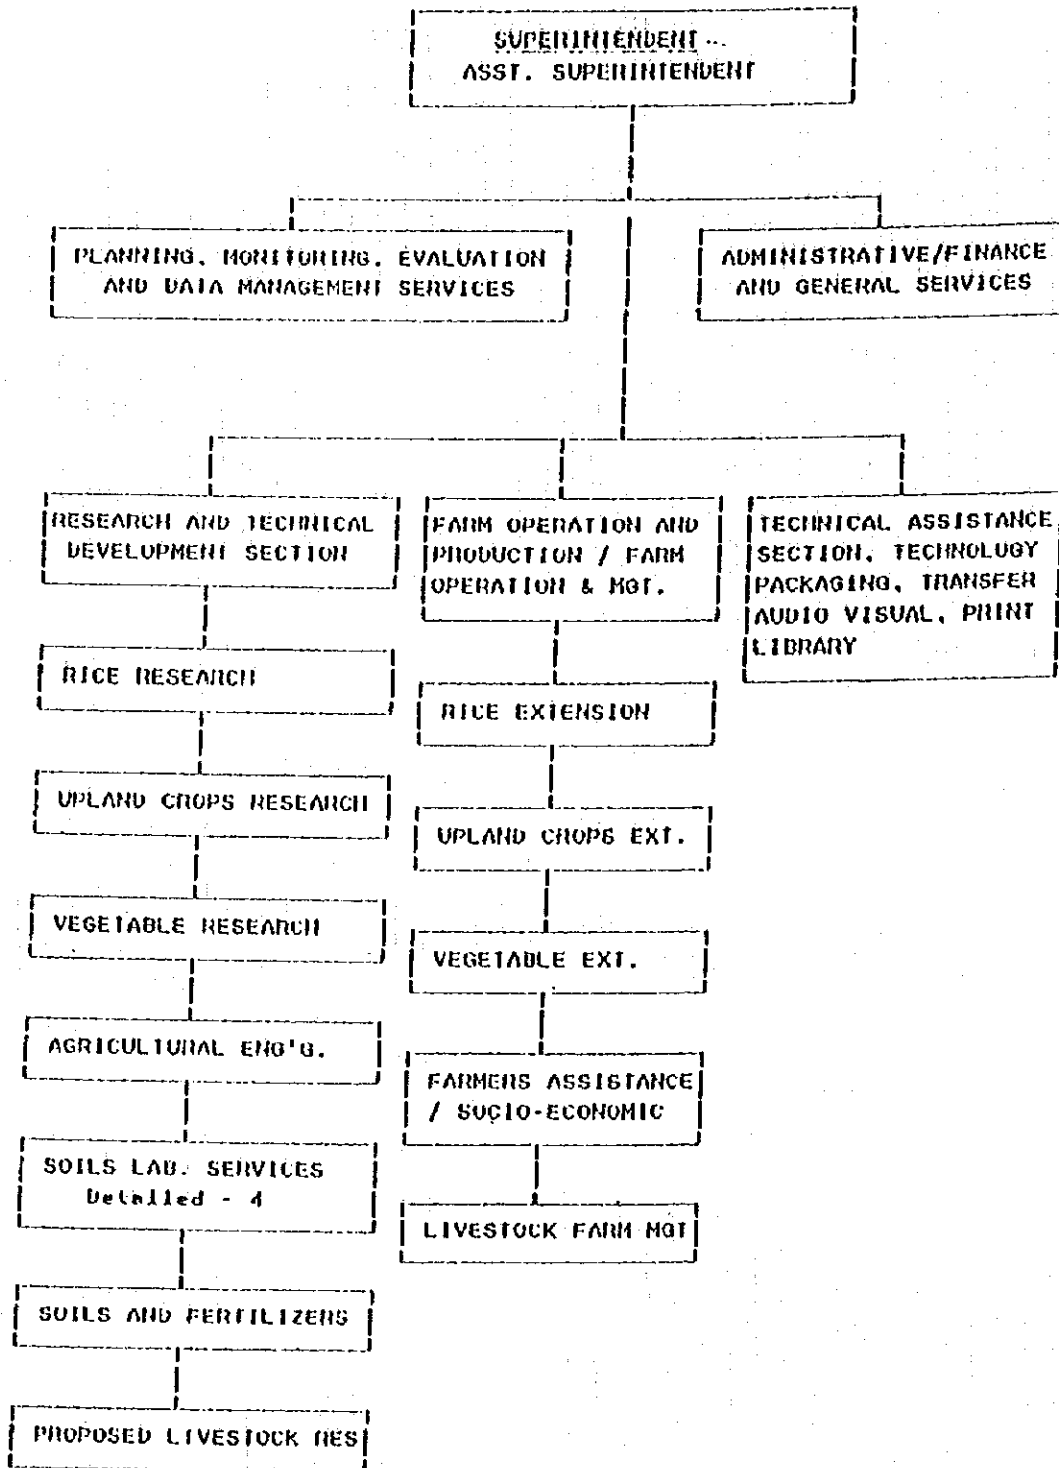 SUPERINTENDENT
ASST. SUPERINTENDENT
PLANNING, MONITORING, EVALUATION
AND DATA MANAGEMENT SERVICES
ADMINISTRATIVE/FINANCE
AND GENERAL SERVICES
RESEARCH AND TECHNICAL
DEVELOPMENT SECTION
FARM OPERATION AND
PRODUCTION / FARM
OPERATION & MGT.
TECHNICAL ASSISTANCE
SECTION, TECHNOLOGY
PACKAGING, TRANSFER
AUDIO VISUAL, PRINT
LIBRARY
RICE RESEARCH
UPLAND CROPS RESEARCH
VEGETABLE RESEARCH
AGRICULTURAL ENG'G.
SOILS LAB. SERVICES
Detailed - 4
SOILS AND FERTILIZERS
PROPOSED LIVESTOCK RES
RICE EXTENSION
UPLAND CROPS EXT.
VEGETABLE EXT.
FARMERS ASSISTANCE
/ SOCIO-ECONOMIC
LIVESTOCK FARM MGT